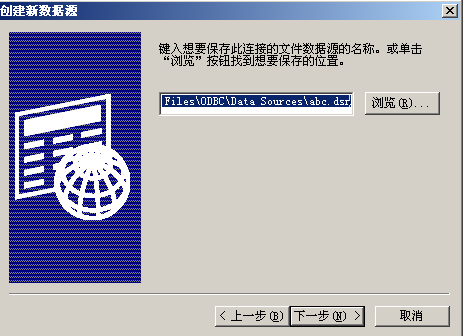 创建新数据源
键入想要保存此连接的文件数据源的名称。或单击
“浏览”按钮找到想要保存的位置。
Files\ODBC\Data Sources\abc.dsn
浏览(R)...
< 上一步(B)
下一步(N) >
取消